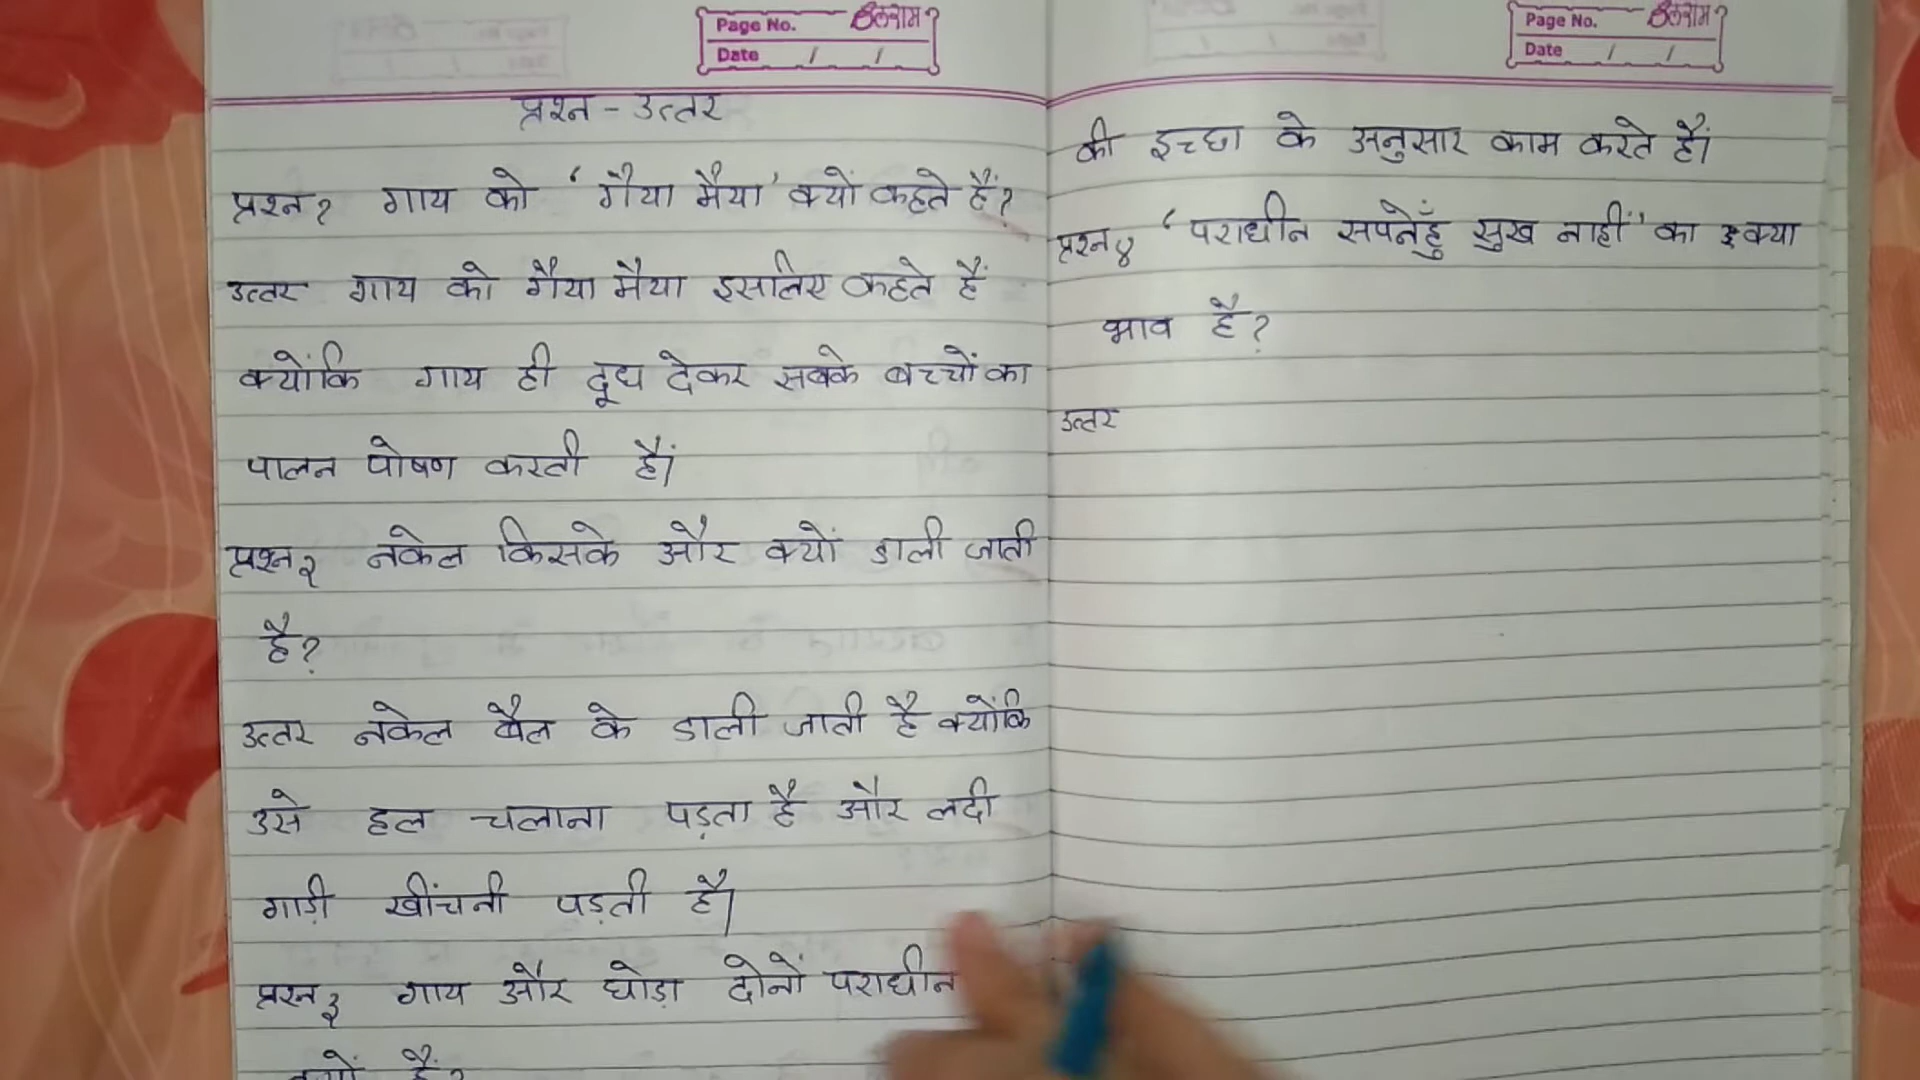 Page No. बलराम
Date / /
प्रश्न-उत्तर
प्रश्न१ गाय को 'गैया मैया' क्यों कहते हैं?
उत्तर गाय को गैया मैया इसलिए कहते हैं
क्योंकि गाय ही दूध देकर सबके बच्चों का
पालन पोषण करती हैं।
प्रश्न२ नकेल किसके और क्यों डाली जाती
है?
उत्तर नकेल बैल के डाली जाती है क्योंकि
उसे हल चलाना पड़ता है और लदी
गाड़ी खींचनी पड़ती है।
प्रश्न३ गाय और घोड़ा दोनों पराधीन
क्यों हैं?
Page No. बलराम
Date / /
की इच्छा के अनुसार काम करते हैं।
प्रश्न४ 'पराधीन सपनेहुँ सुख नाहीं' का क्या
भाव है?
उत्तर